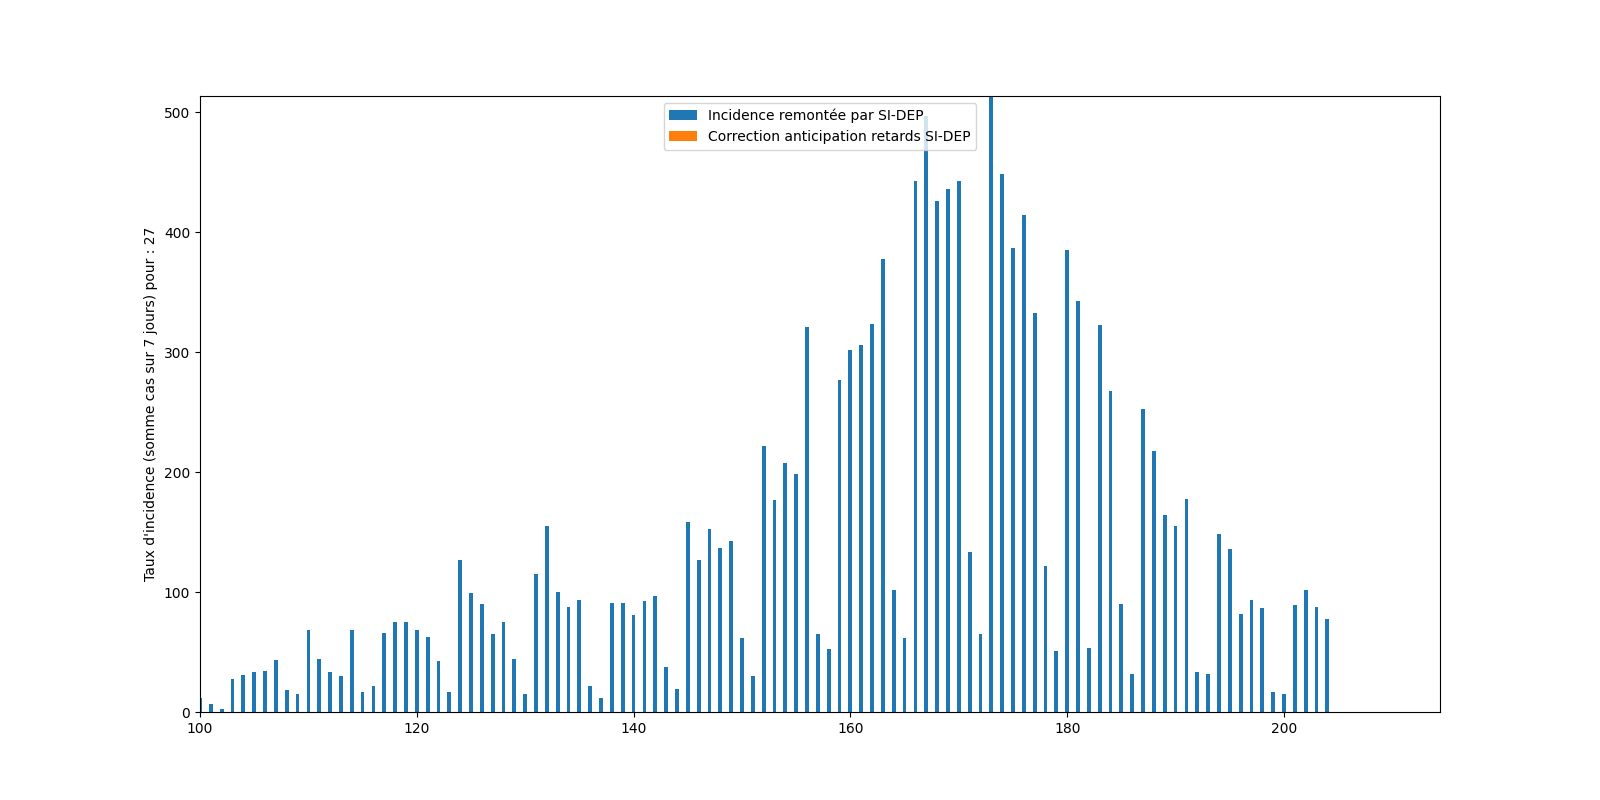 Incidence remontée par SI-DEP
Correction anticipation retards SI-DEP
Taux d'incidence (somme cas sur 7 jours) pour : 27
500
400
300
200
100
0
100 120 140 160 180 200